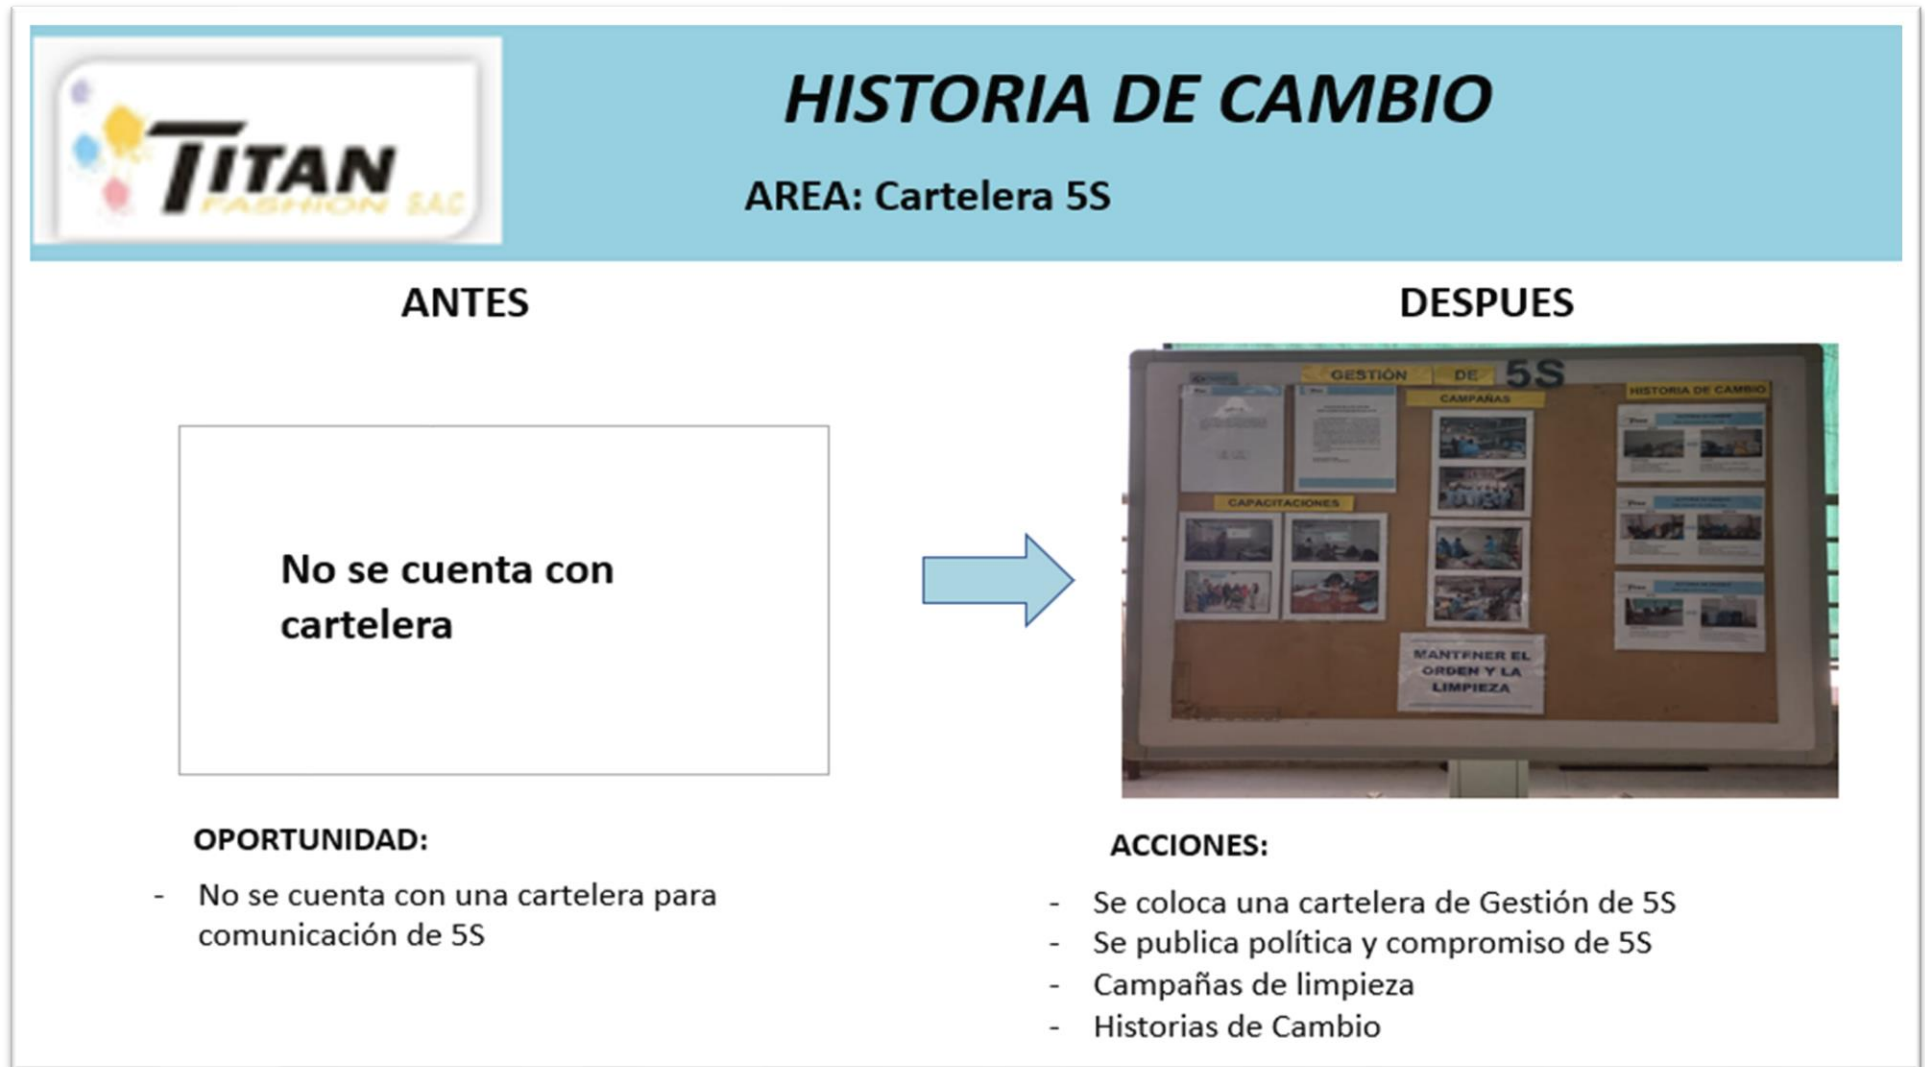 TITAN
FASHION S.A.C
HISTORIA DE CAMBIO
AREA: Cartelera 5S
ANTES
DESPUES
No se cuenta con
cartelera
GESTIÓN DE 5S
CAMPAÑAS
HISTORIA DE CAMBIO
CAPACITACIONES
MANTENER EL
ORDEN Y LA
LIMPIEZA
OPORTUNIDAD:
- No se cuenta con una cartelera para
comunicación de 5S
ACCIONES:
- Se coloca una cartelera de Gestión de 5S
- Se publica política y compromiso de 5S
- Campañas de limpieza
- Historias de Cambio